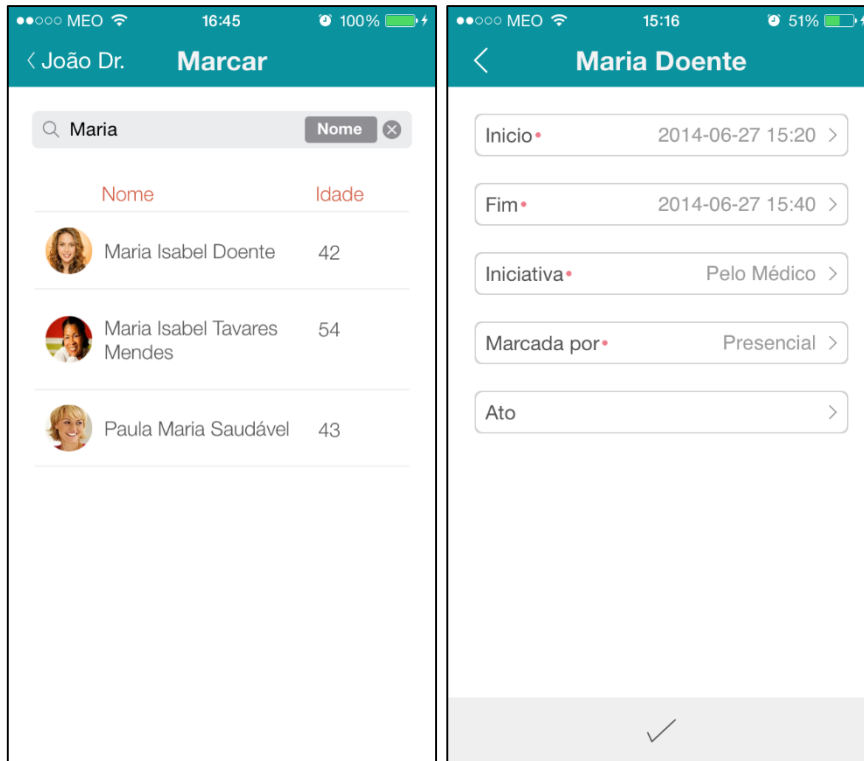 MEO 16:45 100%
João Dr. Marcar
Maria Nome
Nome Idade
Maria Isabel Doente 42
Maria Isabel Tavares 54
Mendes
Paula Maria Saudável 43
MEO 15:16 51%
Maria Doente
Inicio• 2014-06-27 15:20
Fim• 2014-06-27 15:40
Iniciativa• Pelo Médico
Marcada por• Presencial
Ato